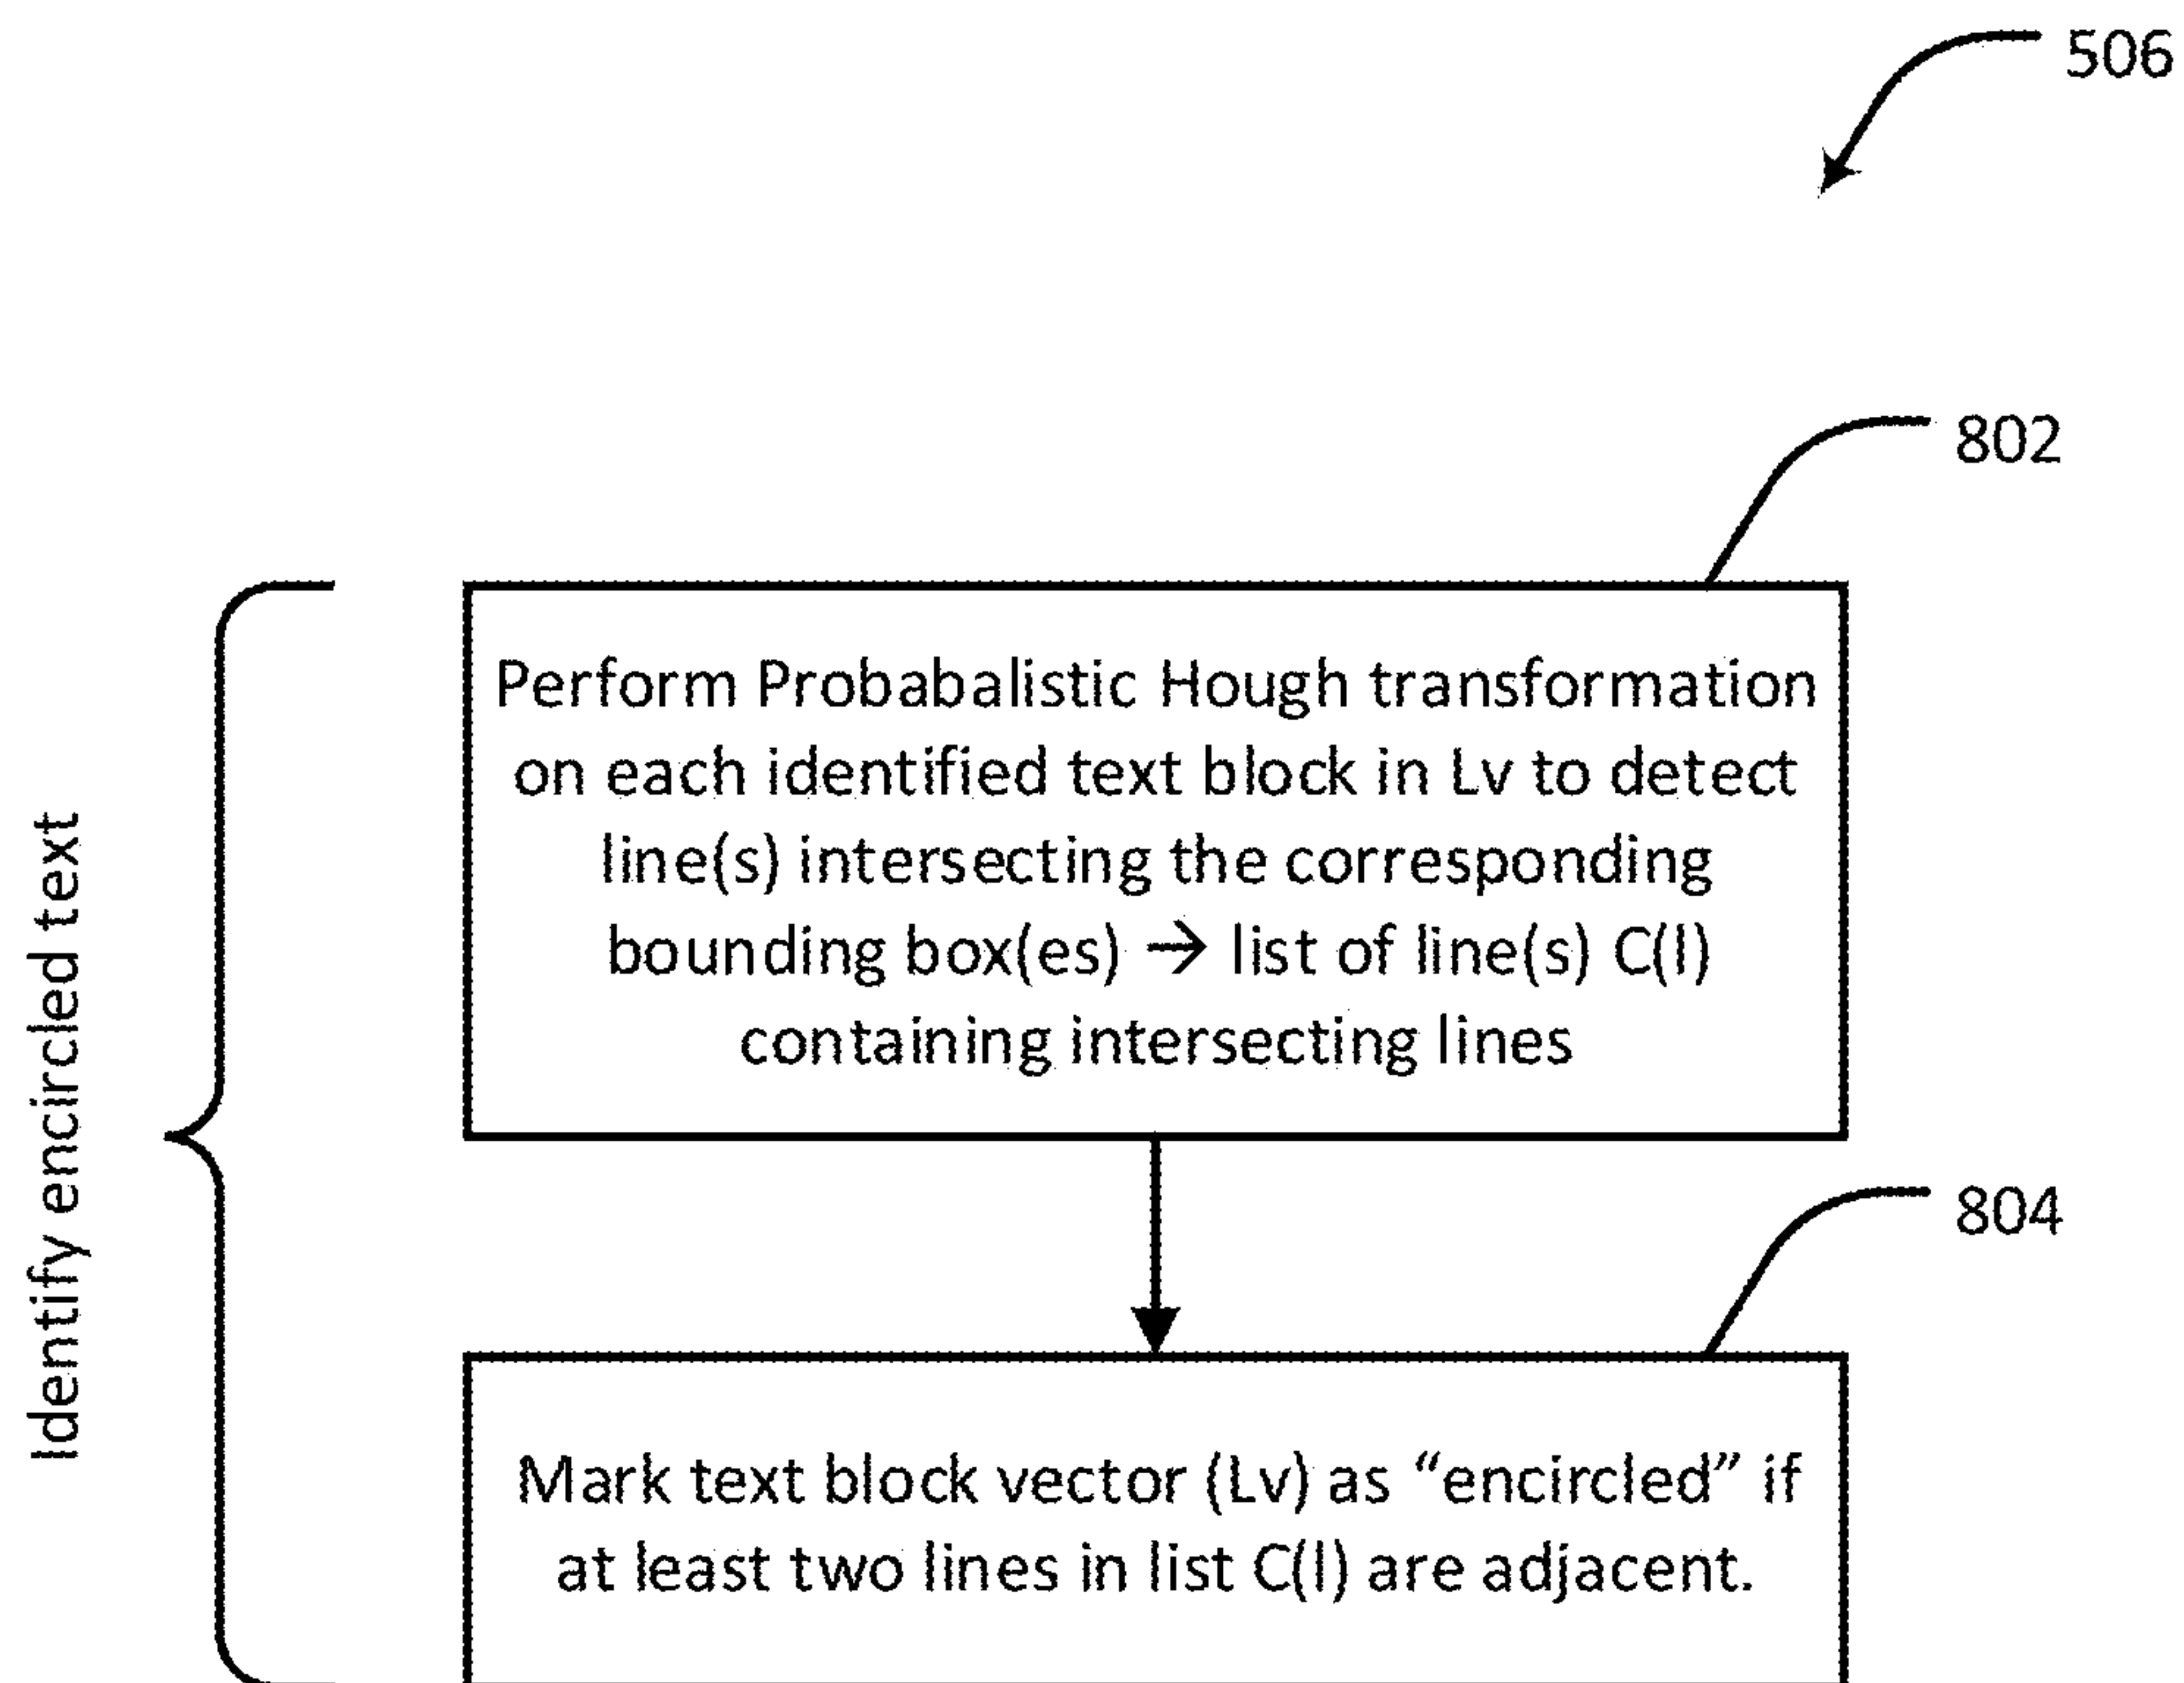 506
802
Perform Probabalistic Hough transformation
on each identified text block in Lv to detect
line(s) intersecting the corresponding
bounding box(es) → list of line(s) C(l)
containing intersecting lines
Identify encircled text
804
Mark text block vector (Lv) as “encircled” if
at least two lines in list C(l) are adjacent.